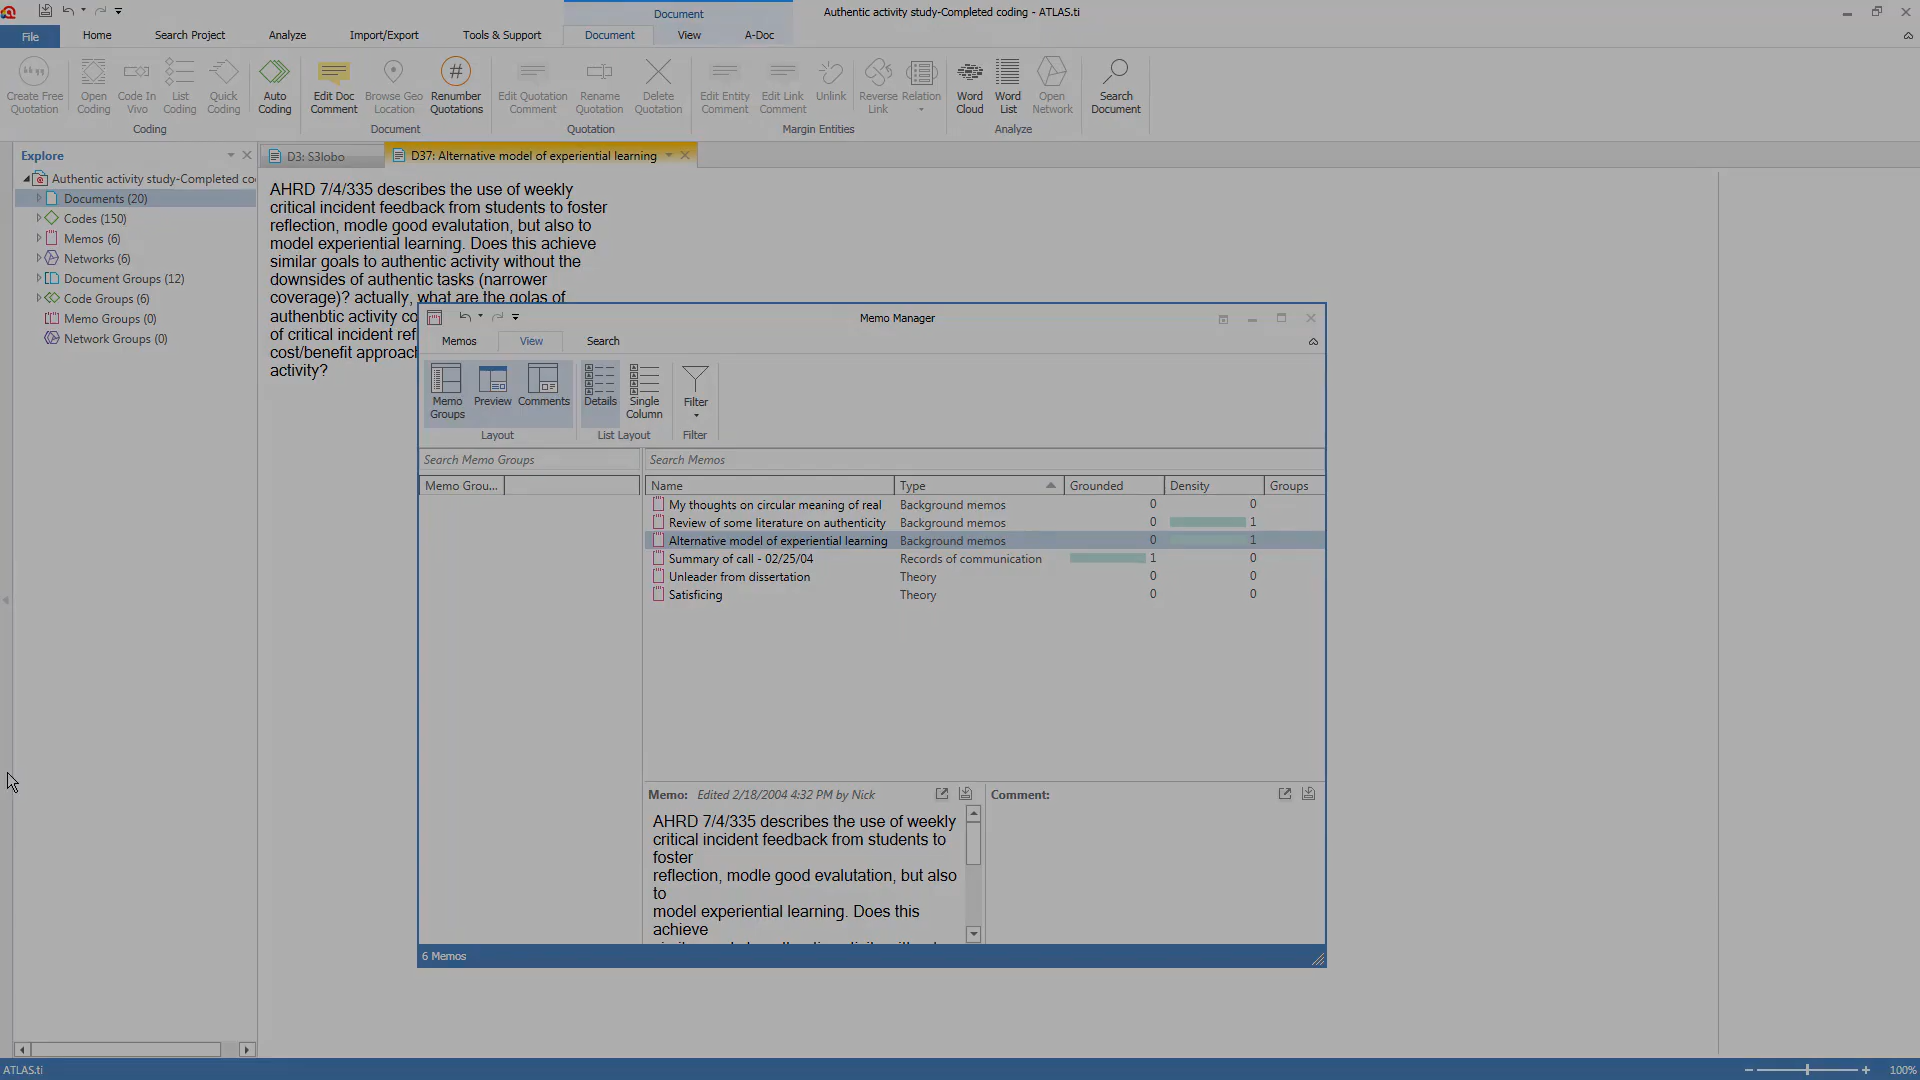 Document
Authentic activity study-Completed coding - ATLAS.ti
File
Home
Search Project
Analyze
Import/Export
Tools & Support
Document
View
A-Doc
Create Free Quotation
Open Coding
Code In Vivo
List Coding
Quick Coding
Auto Coding
Edit Doc Comment
Browse Geo Location
Renumber Quotations
Edit Quotation Comment
Rename Quotation
Delete Quotation
Edit Entity Comment
Edit Link Comment
Unlink
Reverse Link
Relation
Word Cloud
Word List
Open Network
Search Document
Coding
Document
Quotation
Margin Entities
Analyze
Explore
Authentic activity study-Completed co
Documents (20)
Codes (150)
Memos (6)
Networks (6)
Document Groups (12)
Code Groups (6)
Memo Groups (0)
Network Groups (0)
D3: S3lobo
D37: Alternative model of experiential learning
AHRD 7/4/335 describes the use of weekly
critical incident feedback from students to foster
reflection, modle good evalutation, but also to
model experiential learning. Does this achieve
similar goals to authentic activity without the
downsides of authentic tasks (narrower
coverage)? actually, what are the golas of
authenbtic activity co
of critical incident ref
cost/benefit approach
activity?
Memo Manager
Memos
View
Search
Memo Groups
Preview
Comments
Details
Single Column
Filter
Layout
List Layout
Filter
Search Memo Groups
Search Memos
Memo Grou...
Name Type Grounded Density Groups
My thoughts on circular meaning of real Background memos 0 0
Review of some literature on authenticity Background memos 0 1
Alternative model of experiential learning Background memos 0 1
Summary of call - 02/25/04 Records of communication 1 0
Unleader from dissertation Theory 0 0
Satisficing Theory 0 0
Memo: Edited 2/18/2004 4:32 PM by Nick
Comment:
AHRD 7/4/335 describes the use of weekly
critical incident feedback from students to
foster
reflection, modle good evalutation, but also
to
model experiential learning. Does this
achieve
6 Memos
ATLAS.ti
100%